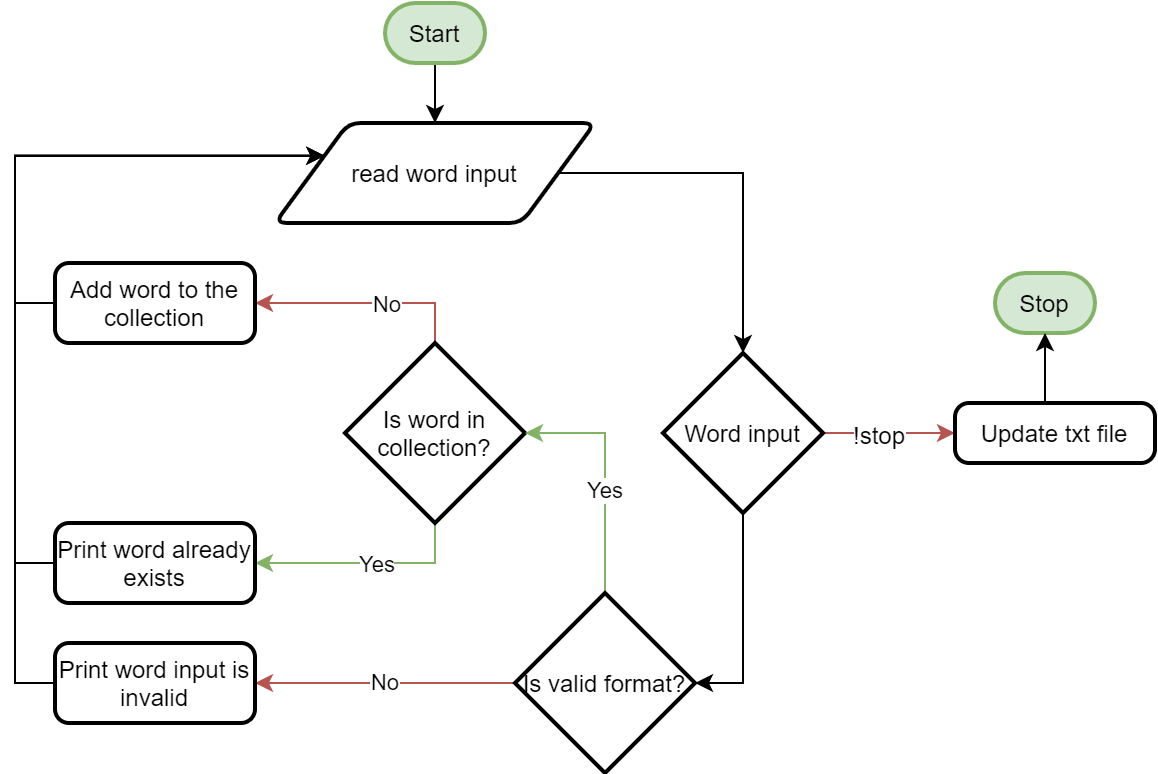 Start
read word input
Add word to the
collection
No
Stop
Is word in
collection?
Word input
!stop
Update txt file
Yes
Print word already
exists
Yes
Print word input is
invalid
No
Is valid format?